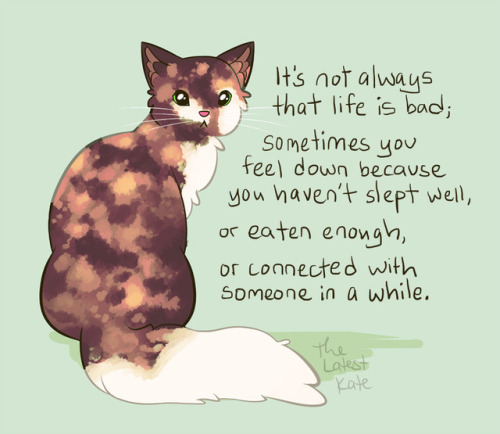 It's not always
that life is bad;
sometimes you
feel down because
you haven't slept well,
or eaten enough,
or connected with
someone in a while.
the
Latest
Kate